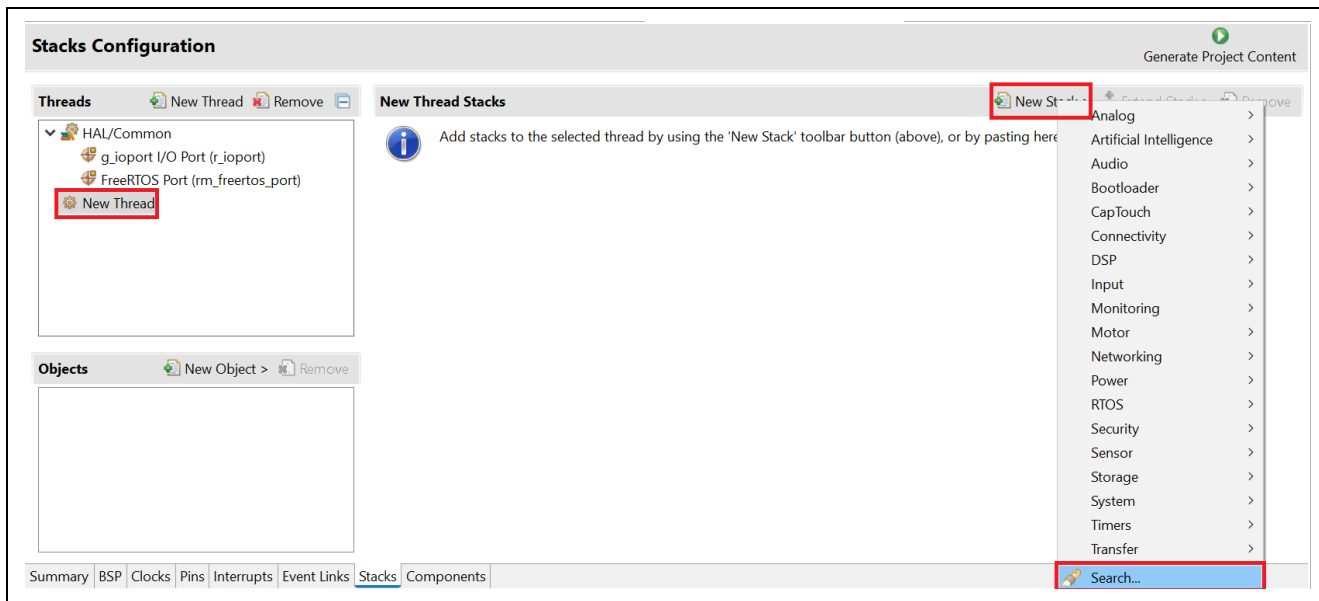 Stacks Configuration
Generate Project Content
Threads
New Thread
Remove
HAL/Common
g_ioport I/O Port (r_ioport)
FreeRTOS Port (rm_freertos_port)
New Thread
Objects
New Object >
Remove
New Thread Stacks
New Stack >
Extend Stack >
Remove
Add stacks to the selected thread by using the 'New Stack' toolbar button (above), or by pasting here
Analog >
Artificial Intelligence >
Audio >
Bootloader >
CapTouch >
Connectivity >
DSP >
Input >
Monitoring >
Motor >
Networking >
Power >
RTOS >
Security >
Sensor >
Storage >
System >
Timers >
Transfer >
Search...
Summary BSP Clocks Pins Interrupts Event Links Stacks Components